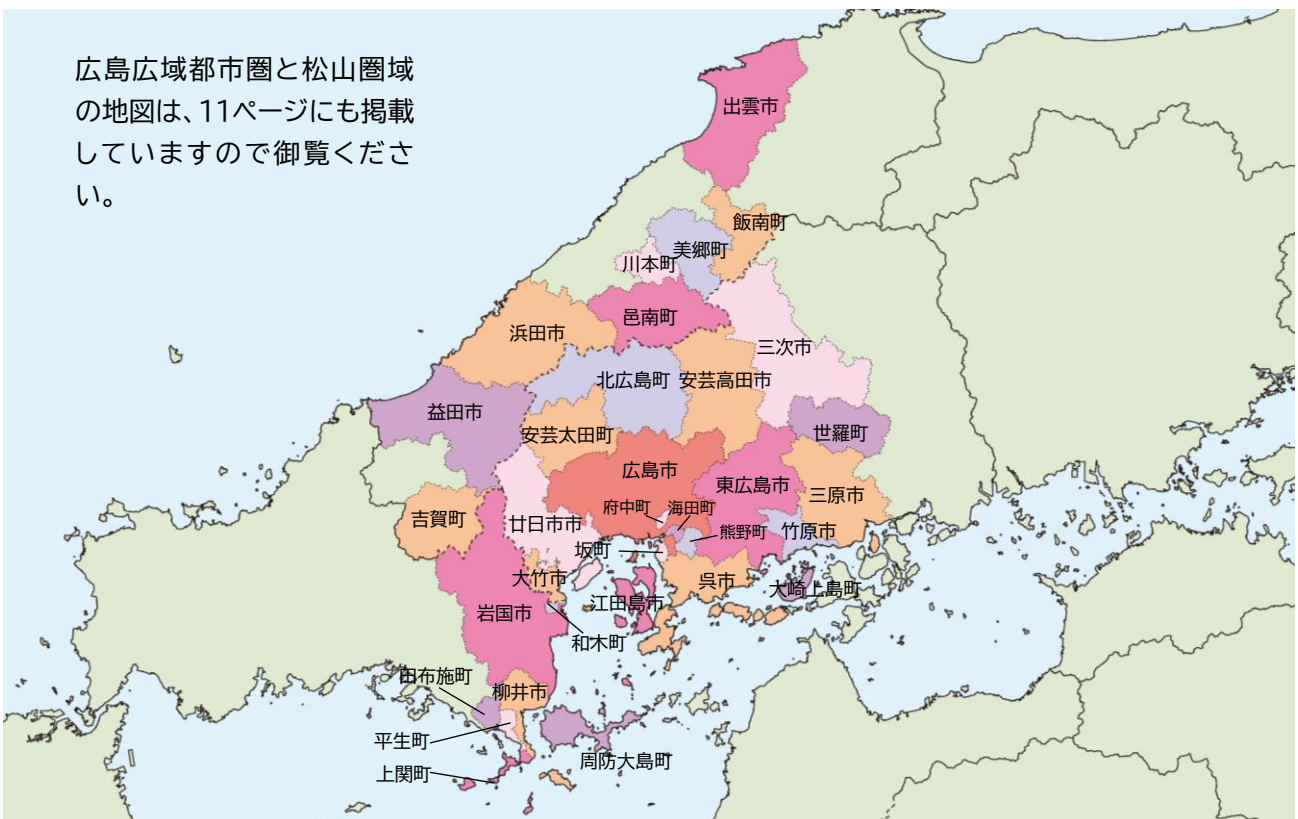 広島広域都市圏と松山圏域
の地図は、11ページにも掲載
していますので御覧くださ
い。
出雲市
飯南町
美郷町
川本町
邑南町
浜田市
三次市
北広島町
安芸高田市
益田市
世羅町
安芸太田町
広島市
東広島市
三原市
府中町
海田町
吉賀町
廿日市市
熊野町
竹原市
坂町
大竹市
呉市
大崎上島町
江田島市
岩国市
和木町
田布施町
柳井市
平生町
周防大島町
上関町